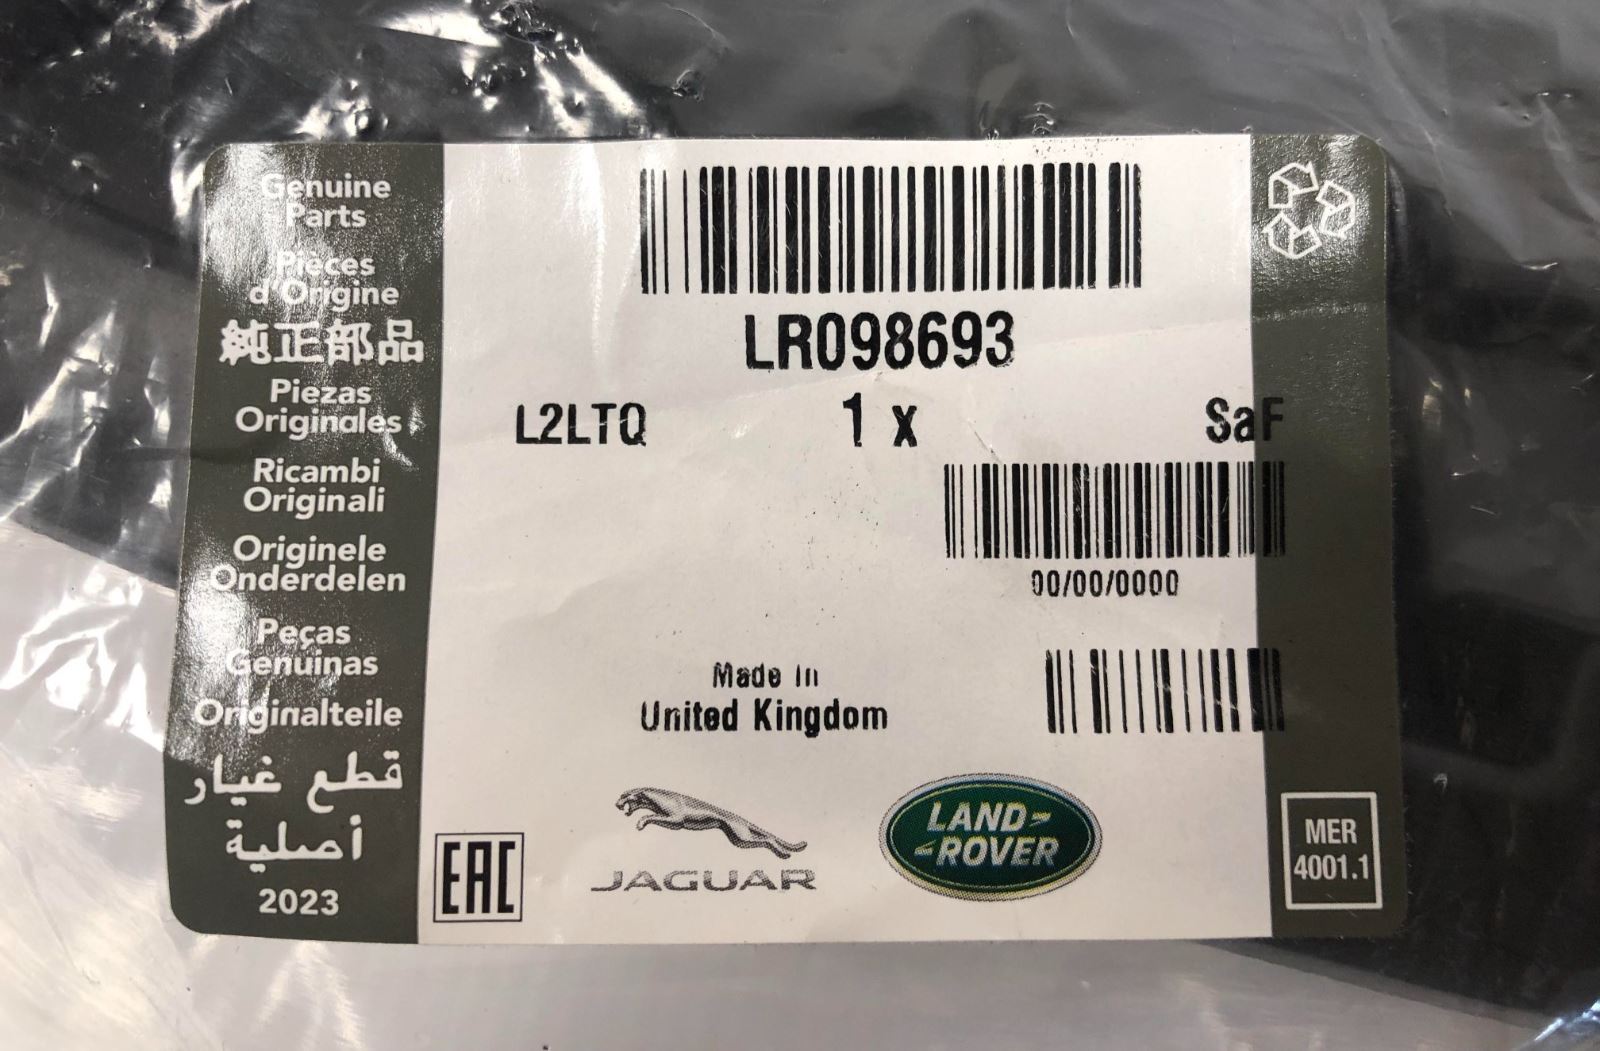 Genuine
Parts
Pièces
d'Origine
純正部品
Piezas
Originales
Ricambi
Originali
Originele
Onderdelen
Peças
Genuinas
Originalteile
قطع غيار
أصلية
2023
LR098693
L2LTQ 1 x SaF
00/00/0000
Made In
United Kingdom
EAC
JAGUAR
LAND-
-ROVER
MER
4001.1